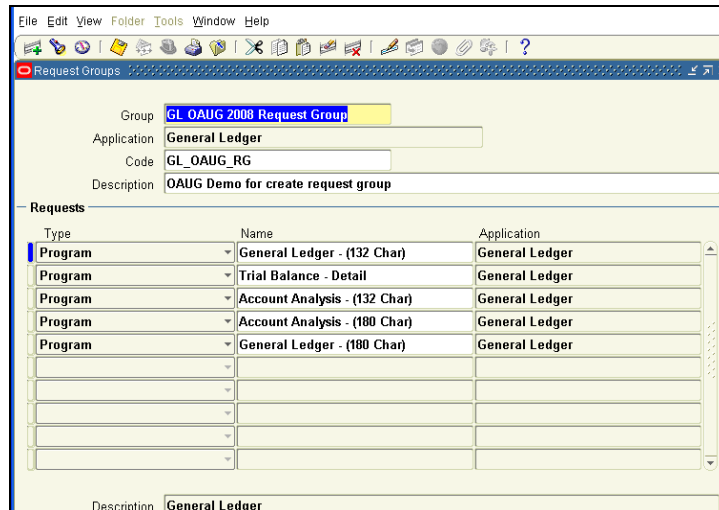 File Edit View Folder Tools Window Help
Request Groups
Group GL OAUG 2008 Request Group
Application General Ledger
Code GL_OAUG_RG
Description OAUG Demo for create request group
Requests
Type Name Application
Program General Ledger - (132 Char) General Ledger
Program Trial Balance - Detail General Ledger
Program Account Analysis - (132 Char) General Ledger
Program Account Analysis - (180 Char) General Ledger
Program General Ledger - (180 Char) General Ledger
Description General Ledger